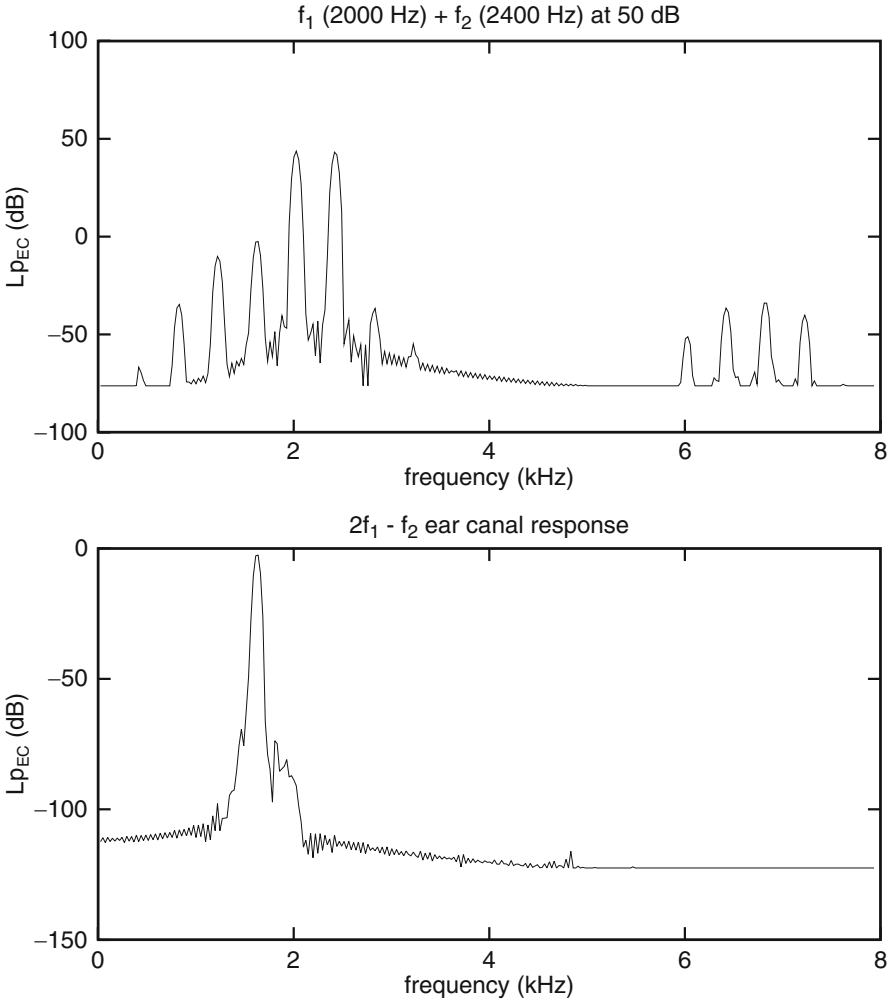 f₁ (2000 Hz) + f₂ (2400 Hz) at 50 dB
100
50
0
−50
−100
Lp_EC (dB)
0 2 4 6 8
frequency (kHz)
2f₁ - f₂ ear canal response
0
−50
−100
−150
Lp_EC (dB)
0 2 4 6 8
frequency (kHz)